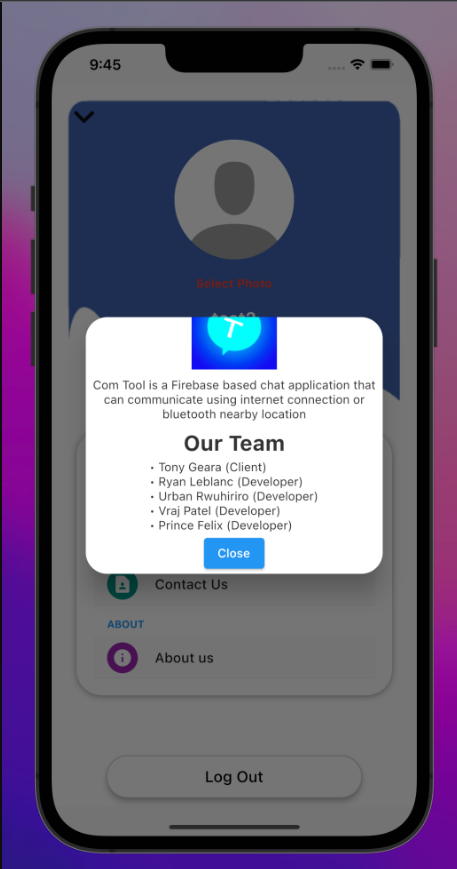 9:45
Select Photo
test2
T
Com Tool is a Firebase based chat application that
can communicate using internet connection or
bluetooth nearby location
Our Team
• Tony Geara (Client)
• Ryan Leblanc (Developer)
• Urban Rwuhiriro (Developer)
• Vraj Patel (Developer)
• Prince Felix (Developer)
Close
Contact Us
ABOUT
About us
Log Out